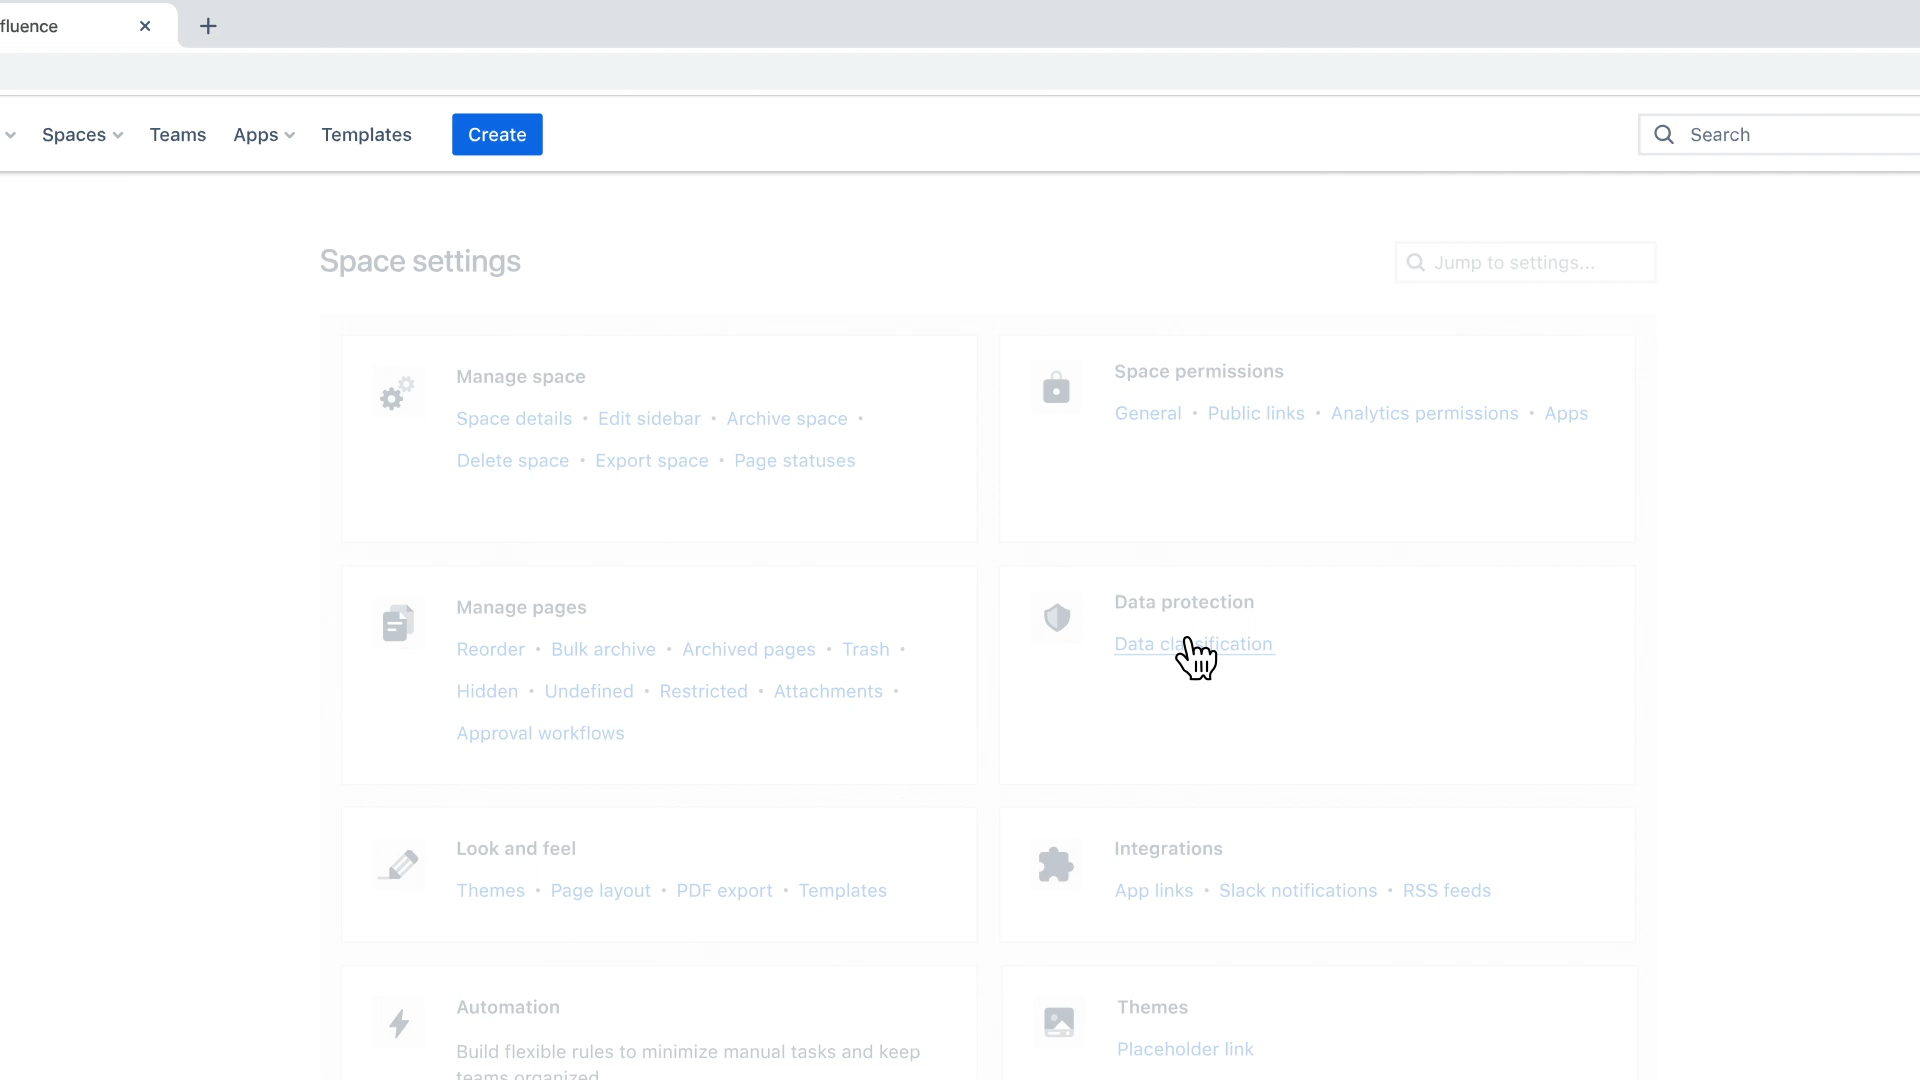 fluence
Spaces Teams Apps Templates Create Search
Space settings
Jump to settings...
Manage space
Space details • Edit sidebar • Archive space •
Delete space • Export space • Page statuses
Space permissions
General • Public links • Analytics permissions • Apps
Manage pages
Reorder • Bulk archive • Archived pages • Trash •
Hidden • Undefined • Restricted • Attachments •
Approval workflows
Data protection
Data classification
Look and feel
Themes • Page layout • PDF export • Templates
Integrations
App links • Slack notifications • RSS feeds
Automation
Build flexible rules to minimize manual tasks and keep
teams organized
Themes
Placeholder link